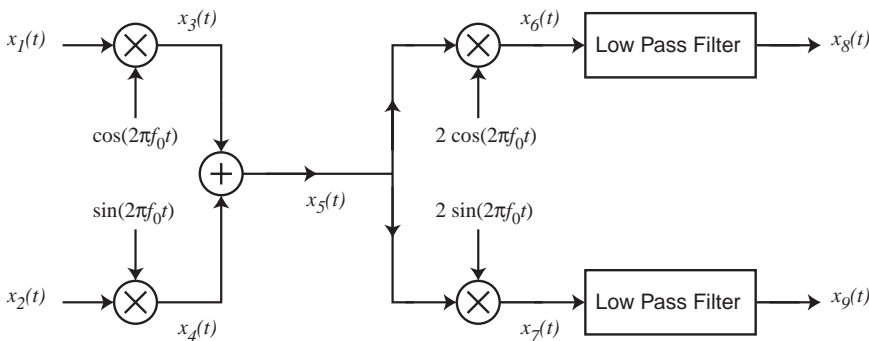 x₁(t)
x₃(t)
cos(2πf₀t)
sin(2πf₀t)
x₂(t)
x₄(t)
x₅(t)
x₆(t)
Low Pass Filter
x₈(t)
2 cos(2πf₀t)
2 sin(2πf₀t)
x₇(t)
Low Pass Filter
x₉(t)